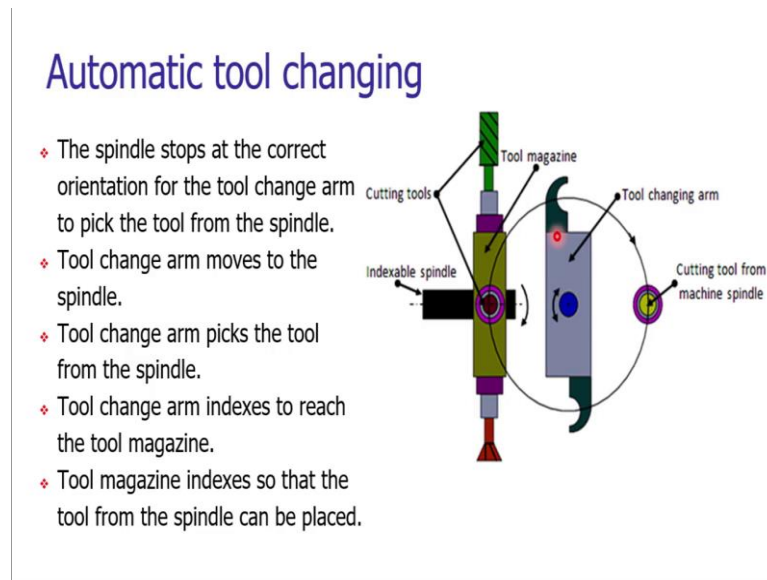 Automatic tool changing
The spindle stops at the correct
orientation for the tool change arm
to pick the tool from the spindle.
Tool change arm moves to the
spindle.
Tool change arm picks the tool
from the spindle.
Tool change arm indexes to reach
the tool magazine.
Tool magazine indexes so that the
tool from the spindle can be placed.
Tool magazine
Cutting tools
Tool changing arm
Indexable spindle
Cutting tool from
machine spindle